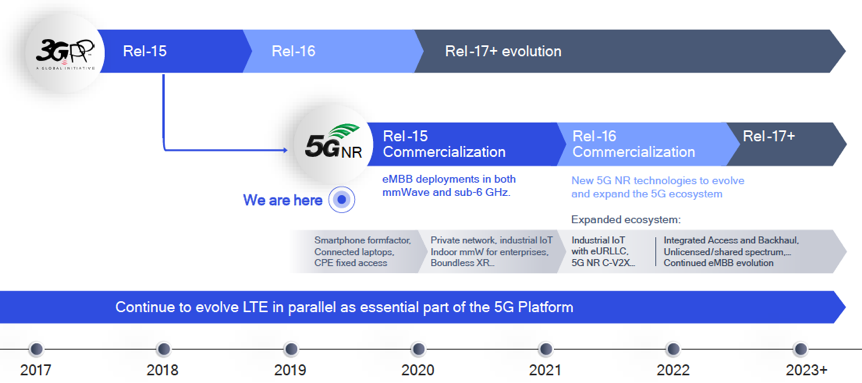 3GPP
A GLOBAL INITIATIVE
Rel-15
Rel-16
Rel-17+ evolution
5G NR
Rel-15
Commercialization
Rel-16
Commercialization
Rel-17+
eMBB deployments in both
mmWave and sub-6 GHz.
New 5G NR technologies to evolve
and expand the 5G ecosystem
We are here
Expanded ecosystem:
Smartphone formfactor,
Connected laptops,
CPE fixed access
Private network, industrial IoT
Indoor mmW for enterprises,
Boundless XR...
Industrial IoT
with eURLLC,
5G NR C-V2X...
Integrated Access and Backhaul,
Unlicensed/shared spectrum,...
Continued eMBB evolution
Continue to evolve LTE in parallel as essential part of the 5G Platform
2017
2018
2019
2020
2021
2022
2023+